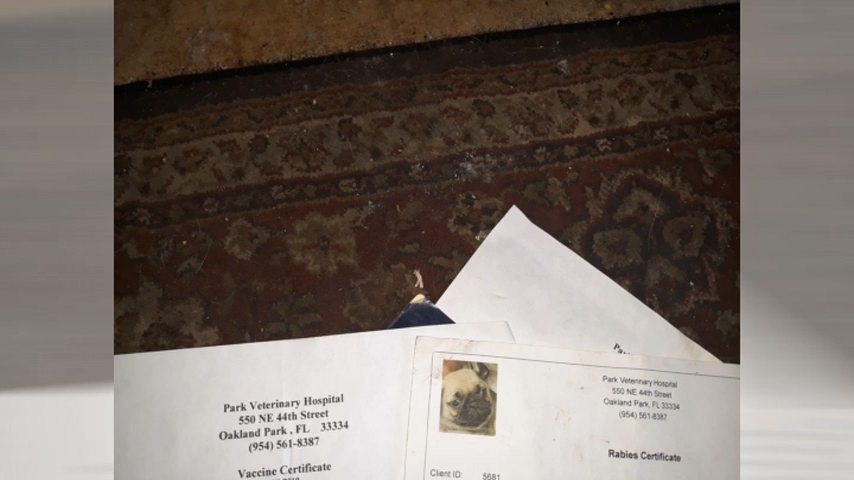 Park Veterinary Hospital
550 NE 44th Street
Oakland Park , FL 33334
(954) 561-8387
Vaccine Certificate
Park Veterinary Hospital
550 NE 44th Street
Oakland Park, FL 33334
(954) 561-8387
Rabies Certificate
Client ID: 5681